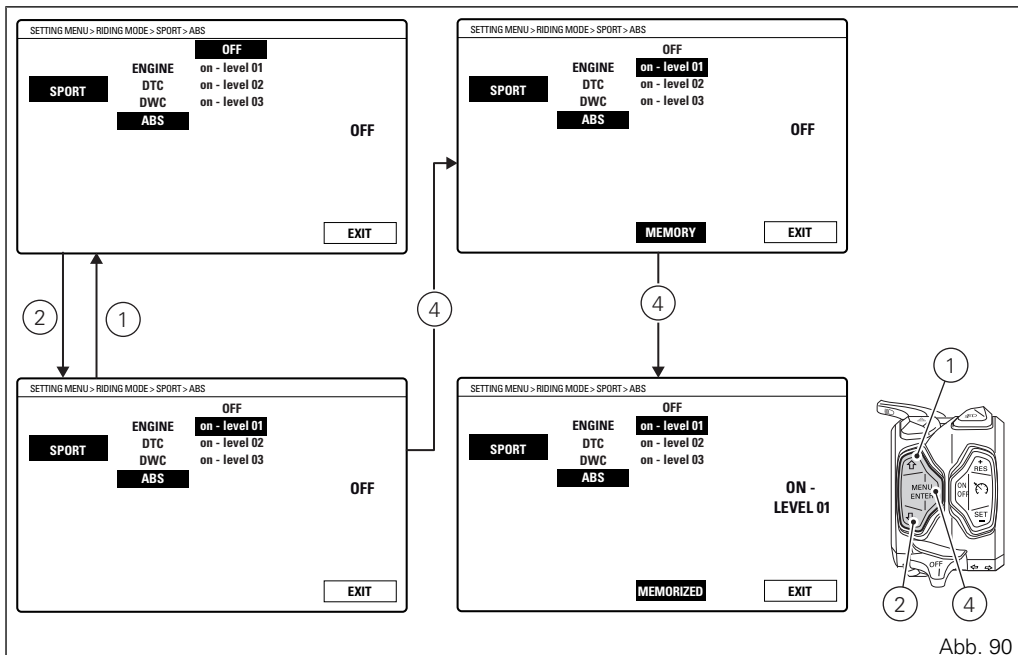 SETTING MENU > RIDING MODE > SPORT > ABS
OFF
ENGINE on - level 01
SPORT DTC on - level 02
DWC on - level 03
ABS
OFF
EXIT
SETTING MENU > RIDING MODE > SPORT > ABS
OFF
ENGINE on - level 01
SPORT DTC on - level 02
DWC on - level 03
ABS
OFF
MEMORY EXIT
2
1
4
4
SETTING MENU > RIDING MODE > SPORT > ABS
OFF
ENGINE on - level 01
SPORT DTC on - level 02
DWC on - level 03
ABS
OFF
EXIT
SETTING MENU > RIDING MODE > SPORT > ABS
OFF
ENGINE on - level 01
SPORT DTC on - level 02
DWC on - level 03
ABS
ON -
LEVEL 01
MEMORIZED EXIT
1
+
RES
MENU
ENTER
ON
OFF
SET
−
OFF
2
4
Abb. 90